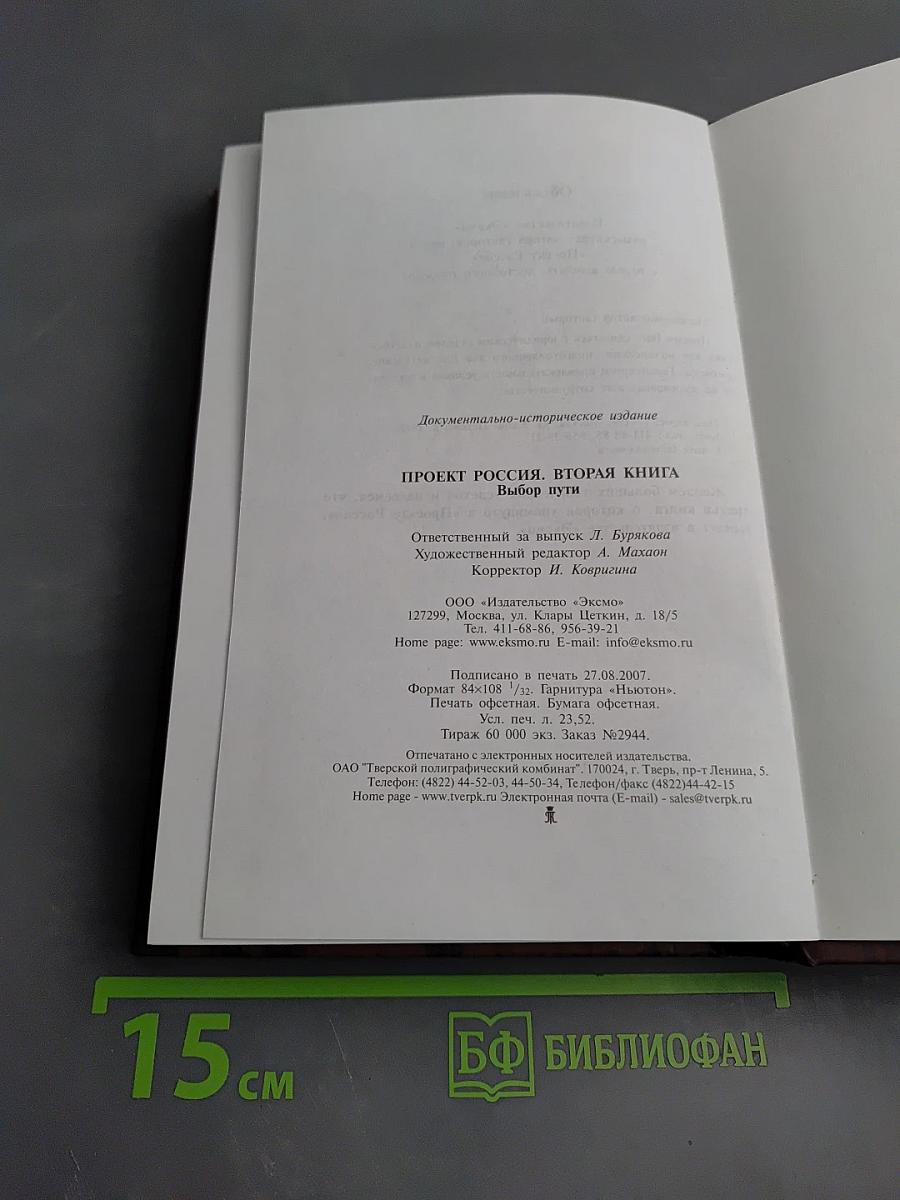 Документально-историческое издание
ПРОЕКТ РОССИЯ. ВТОРАЯ КНИГА
Выбор пути
Ответственный за выпуск Л. Бурякова
Художественный редактор А. Махаон
Корректор И. Ковригина
ООО «Издательство «Эксмо»
127299, Москва, ул. Клары Цеткин, д. 18/5
Тел. 411-68-86, 956-39-21
Home page: www.eksmo.ru E-mail: info@eksmo.ru
Подписано в печать 27.08.2007.
Формат 84×108 1/32. Гарнитура «Ньютон».
Печать офсетная. Бумага офсетная.
Усл. печ. л. 23,52.
Тираж 60 000 экз. Заказ №2944.
Отпечатано с электронных носителей издательства.
ОАО "Тверской полиграфический комбинат". 170024, г. Тверь, пр-т Ленина, 5.
Телефон: (4822) 44-52-03, 44-50-34, Телефон/факс (4822)44-42-15
Home page - www.tverpk.ru Электронная почта (E-mail) - sales@tverpk.ru
15 см
БФ БИБЛИОФАН